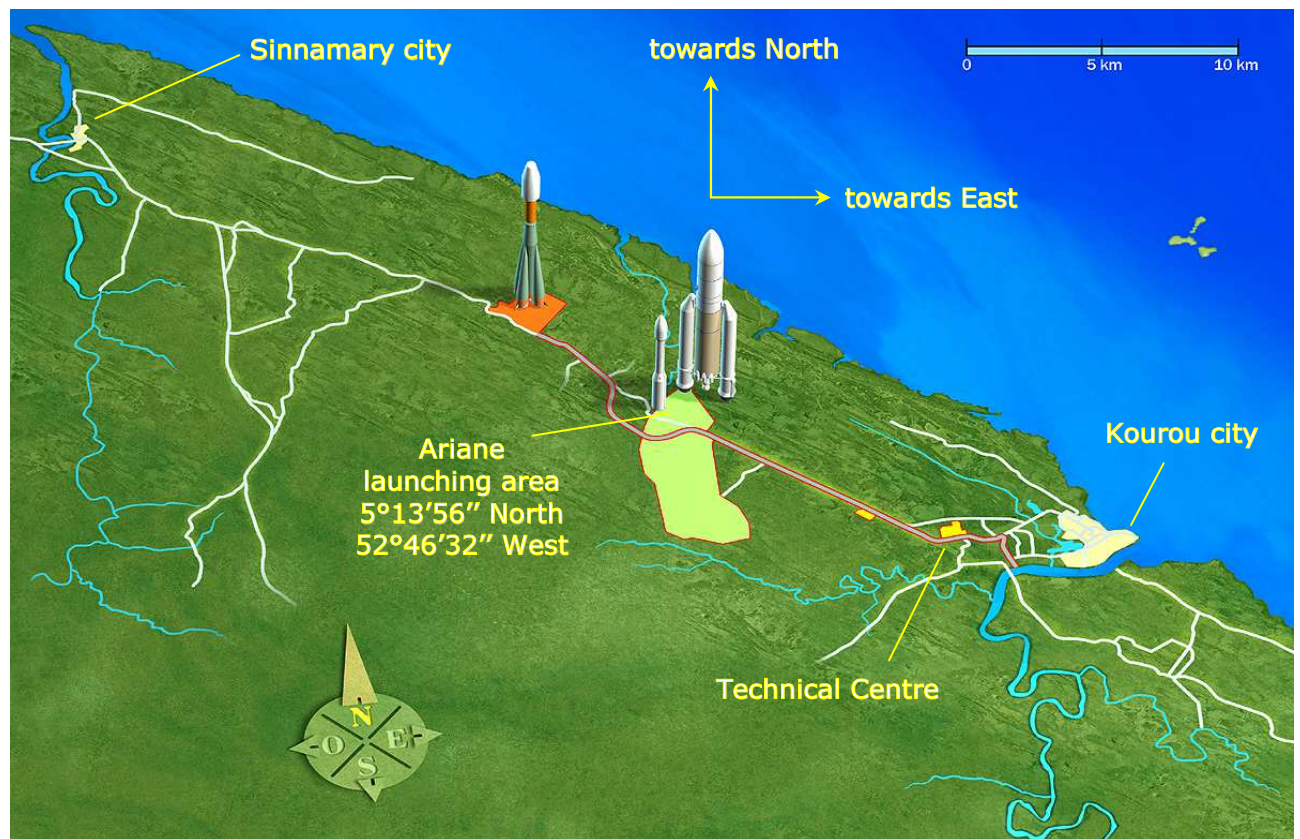 Sinnamary city
towards North
0
5 km
10 km
towards East
Kourou city
Ariane
launching area
5°13’56’’ North
52°46’32’’ West
Technical Centre
N
O
E
S